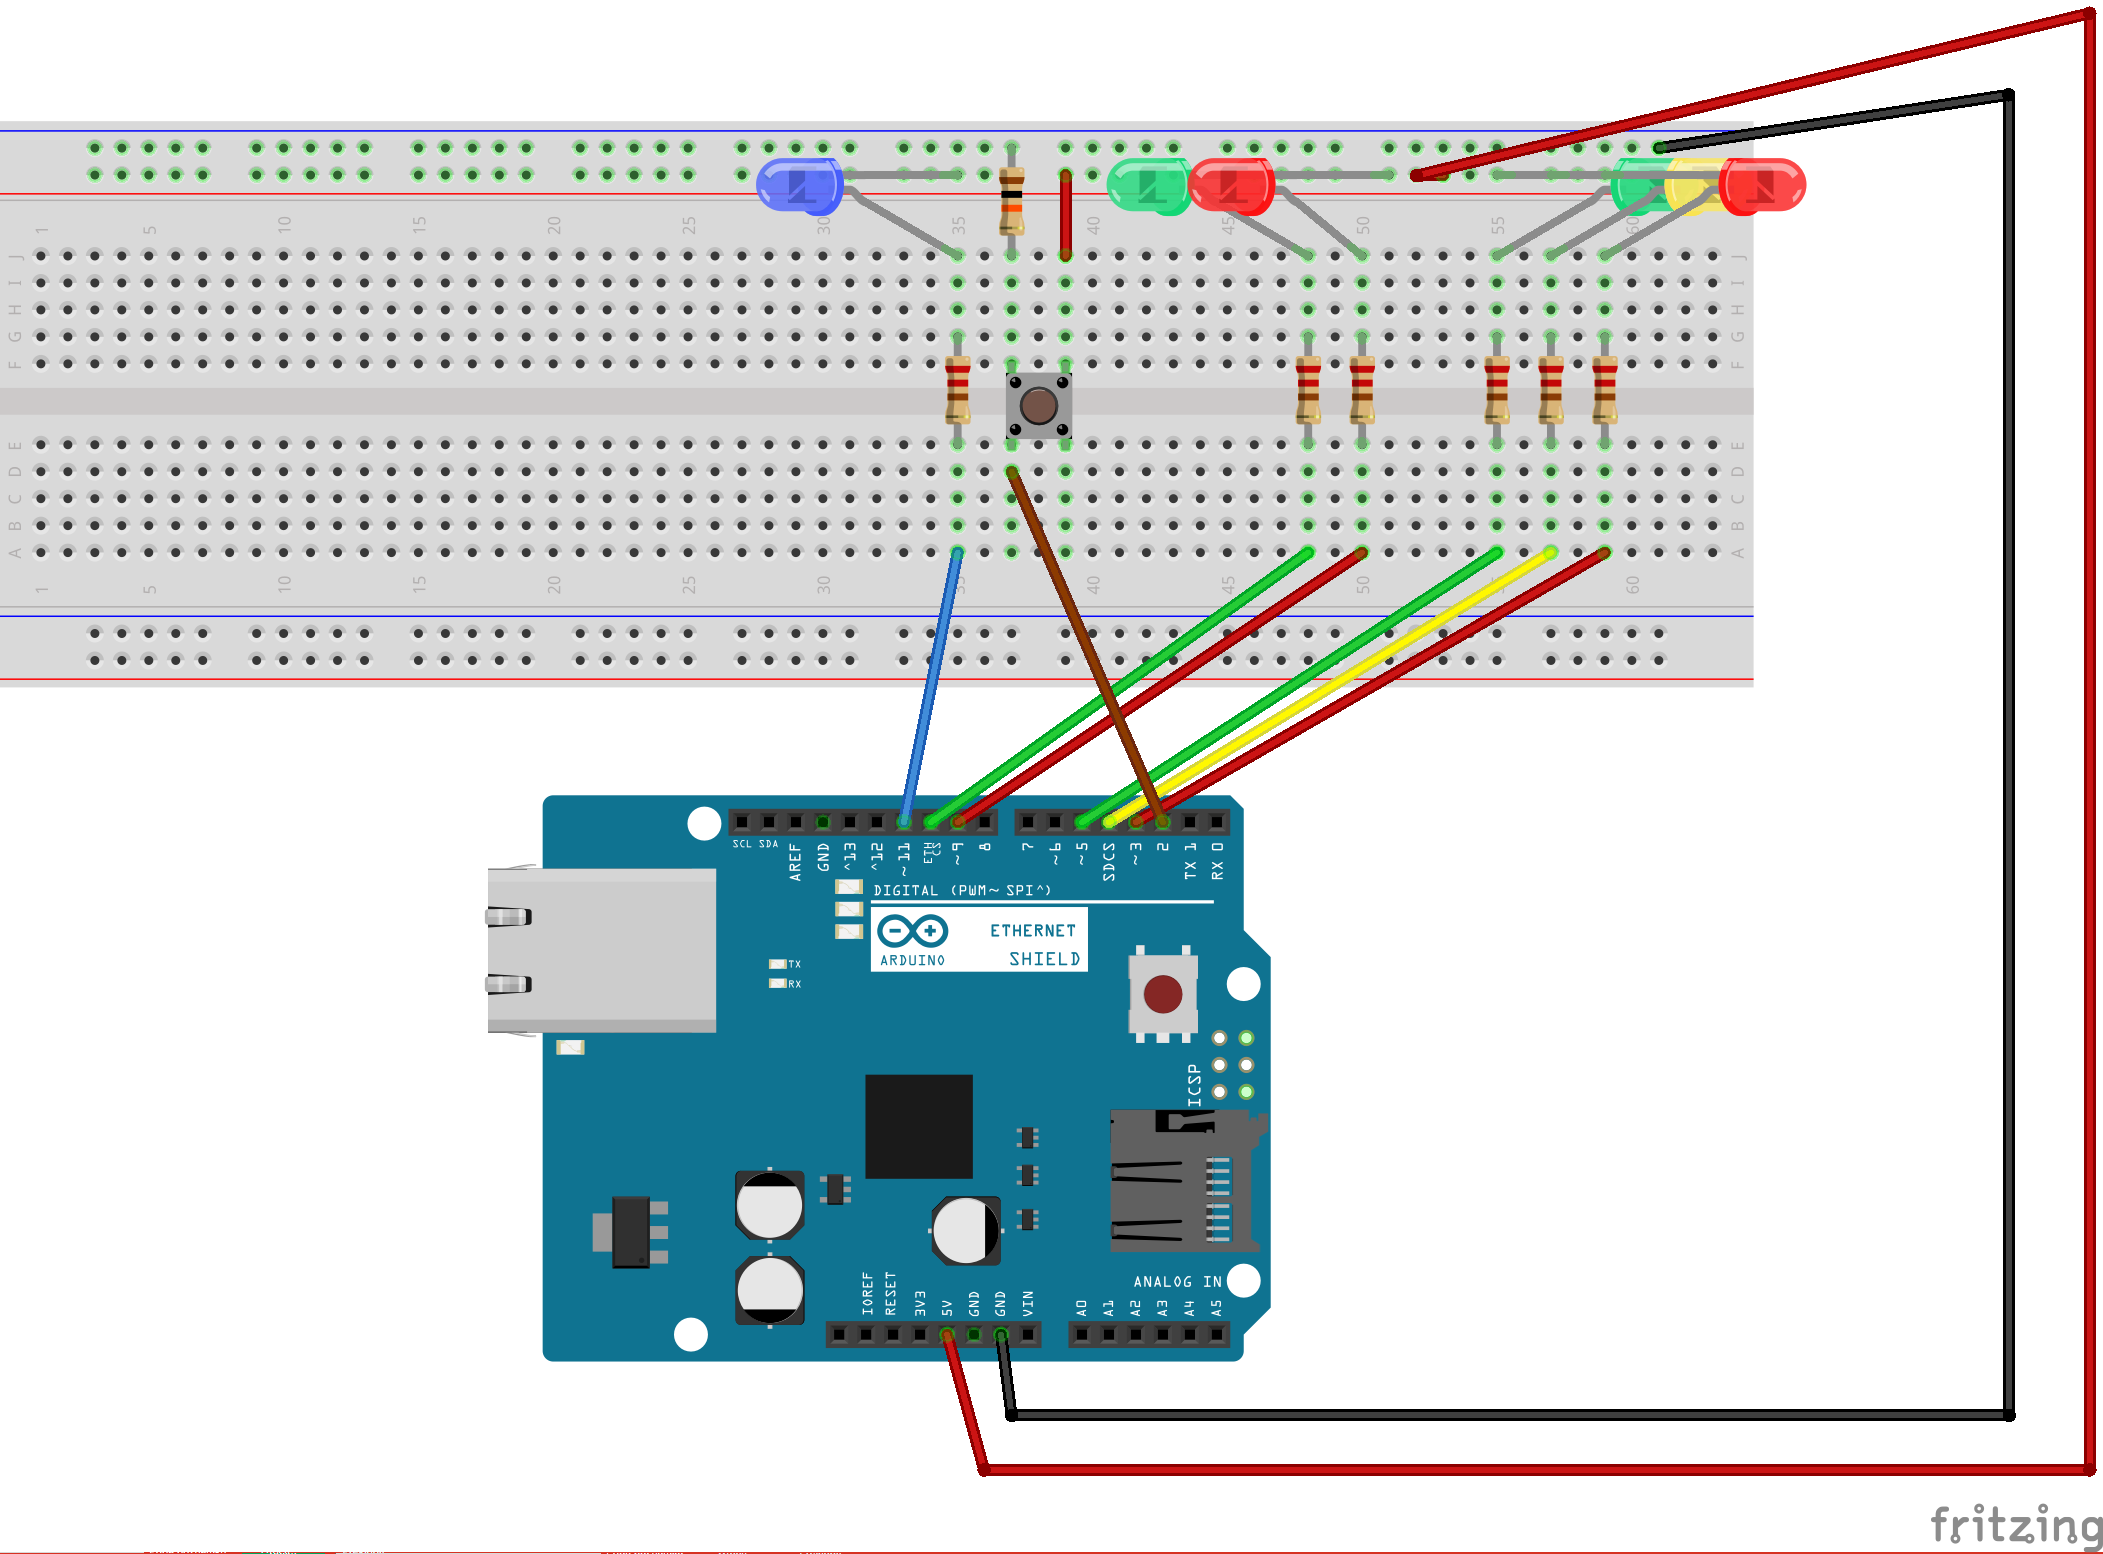 1 5 10 15 20 25 30 35 40 45 50 55 60
J J
I I
H H
G G
F F
E E
D D
C C
B B
A A
1 5 10 15 20 25 30 35 40 45 50 55 60
SCL SDA AREF GND ^13 ^12 ~11 ETH CS ~9 8 7 ~6 ~5 SDCS ~3 2 TX 1 RX 0
DIGITAL (PWM~ SPI^)
ETHERNET
SHIELD
ARDUINO
TX
RX
ICSP
ANALOG IN
IOREF RESET 3V3 5V GND GND VIN A0 A1 A2 A3 A4 A5
fritzing